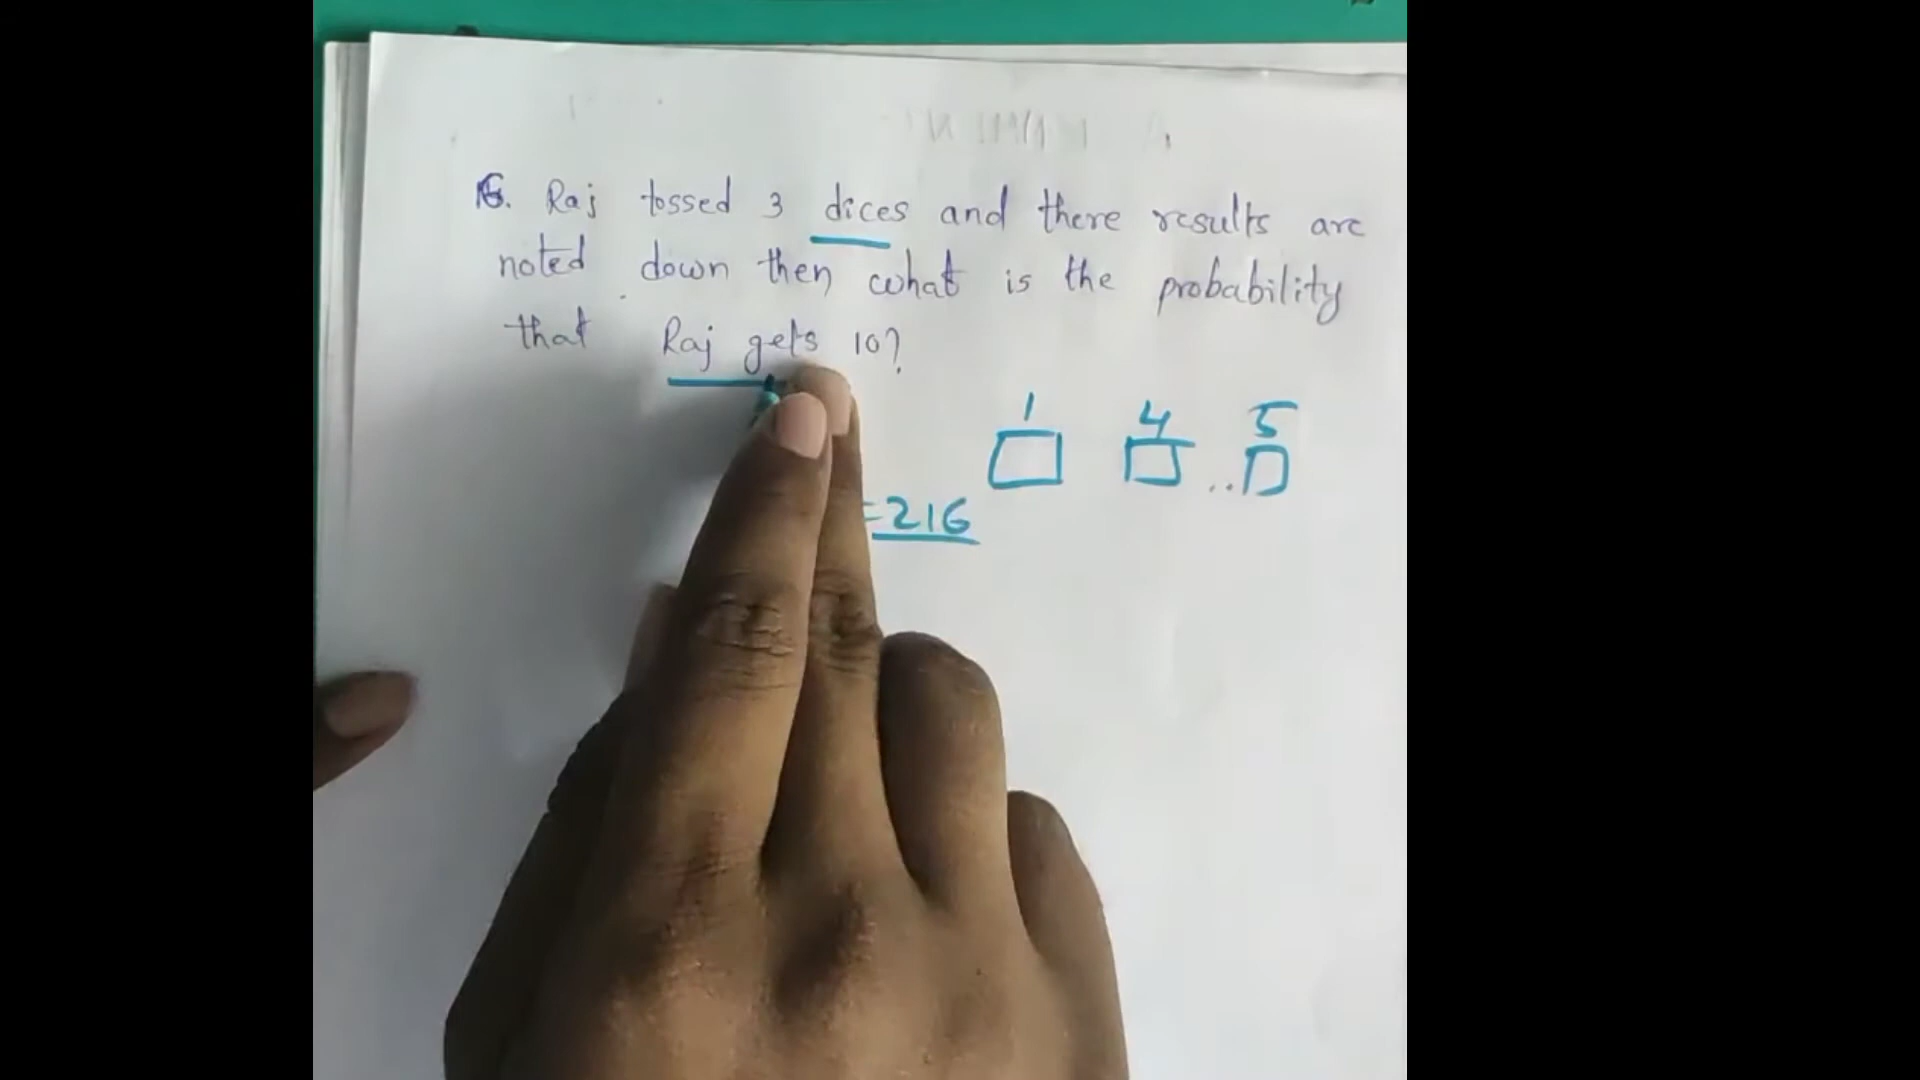 6. Raj tossed 3 dices and there results are
noted down then what is the probability
that Raj gets 10?
1 4 5
..
=216